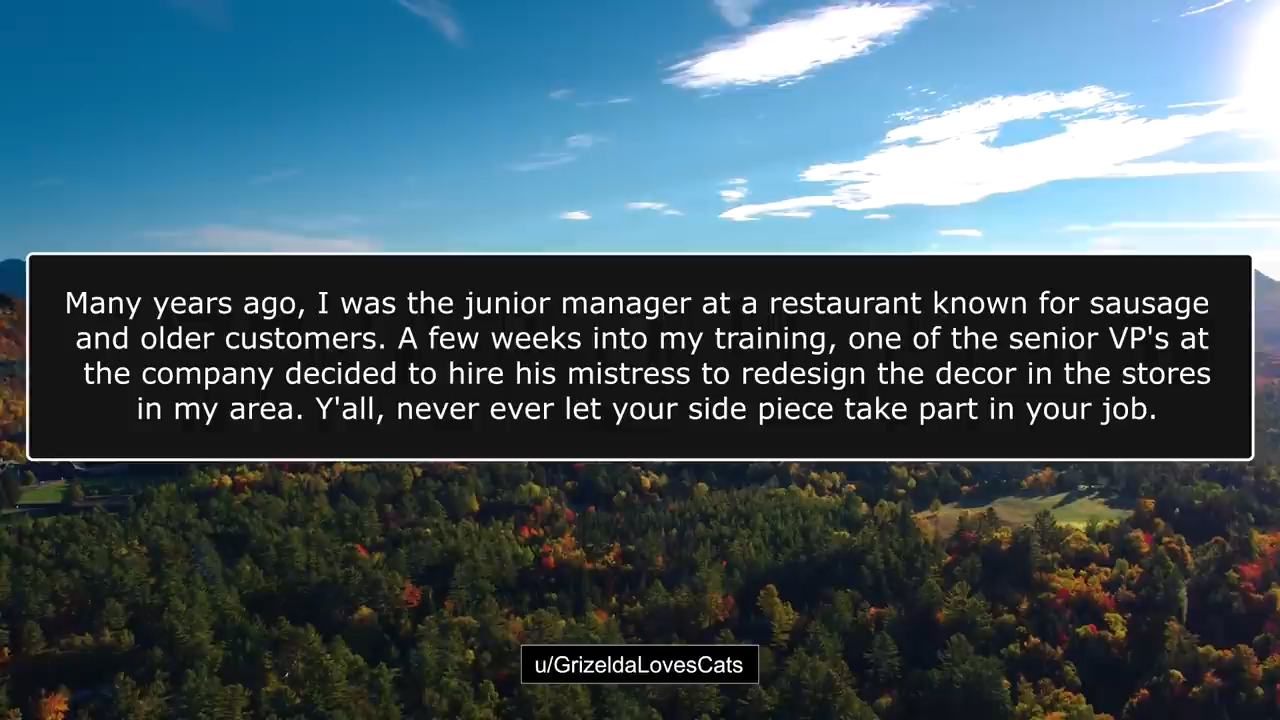 Many years ago, I was the junior manager at a restaurant known for sausage
and older customers. A few weeks into my training, one of the senior VP's at
the company decided to hire his mistress to redesign the decor in the stores
in my area. Y'all, never ever let your side piece take part in your job.
u/GrizeldaLovesCats